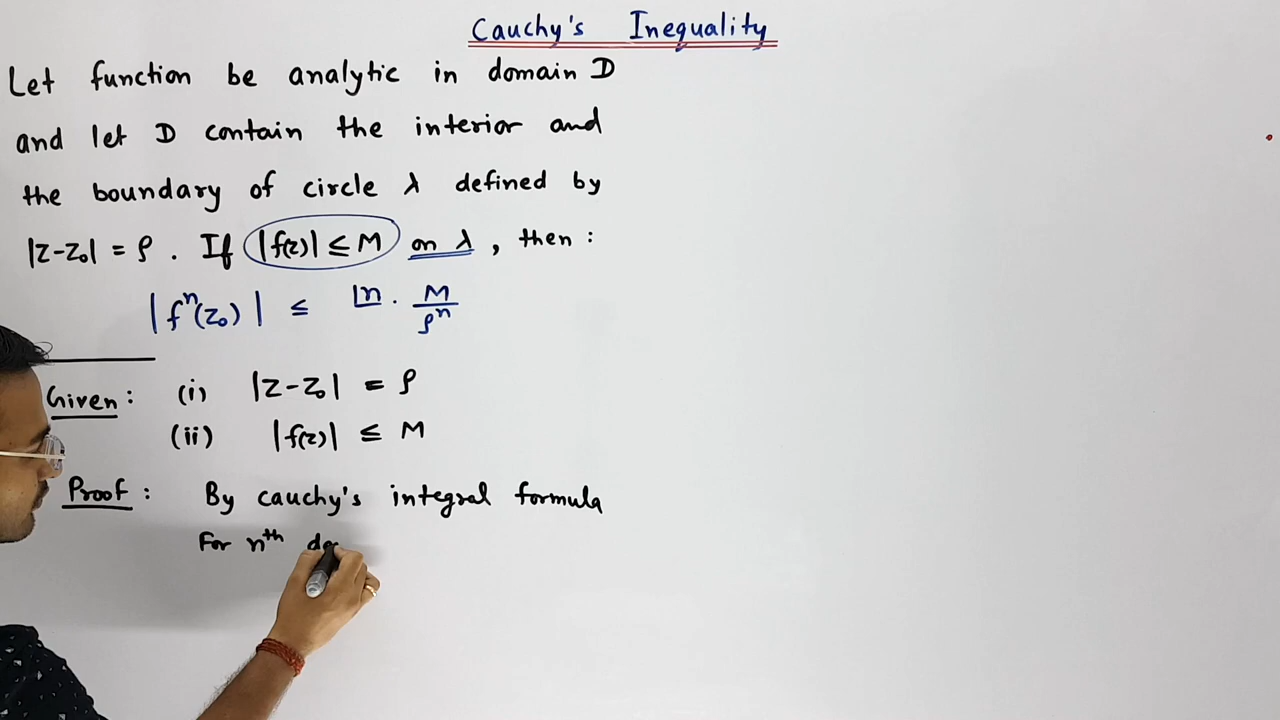 Cauchy's Inequality
Let function be analytic in domain D
and let D contain the interior and
the boundary of circle λ defined by
|z-z₀| = ρ . If |f(z)| ≤ M on λ , then :
|fⁿ(z₀)| ≤ ∟n . M/ρⁿ
Given : (i) |z-z₀| = ρ
(ii) |f(z)| ≤ M
Proof : By cauchy's integral formula
For nᵗʰ de